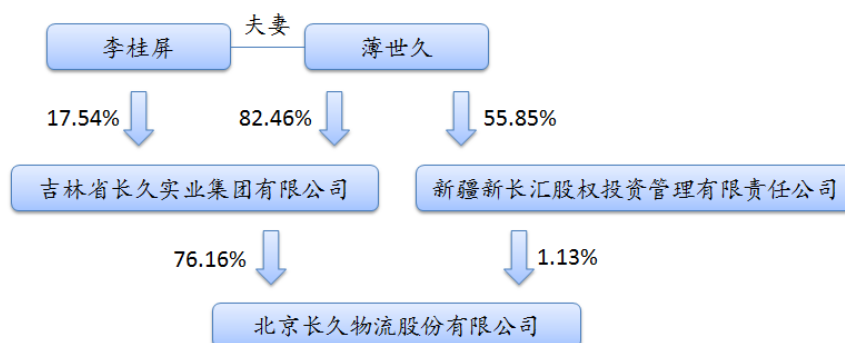 夫妻
李桂屏
薄世久
17.54%
82.46%
55.85%
吉林省长久实业集团有限公司
新疆新长汇股权投资管理有限责任公司
76.16%
1.13%
北京长久物流股份有限公司